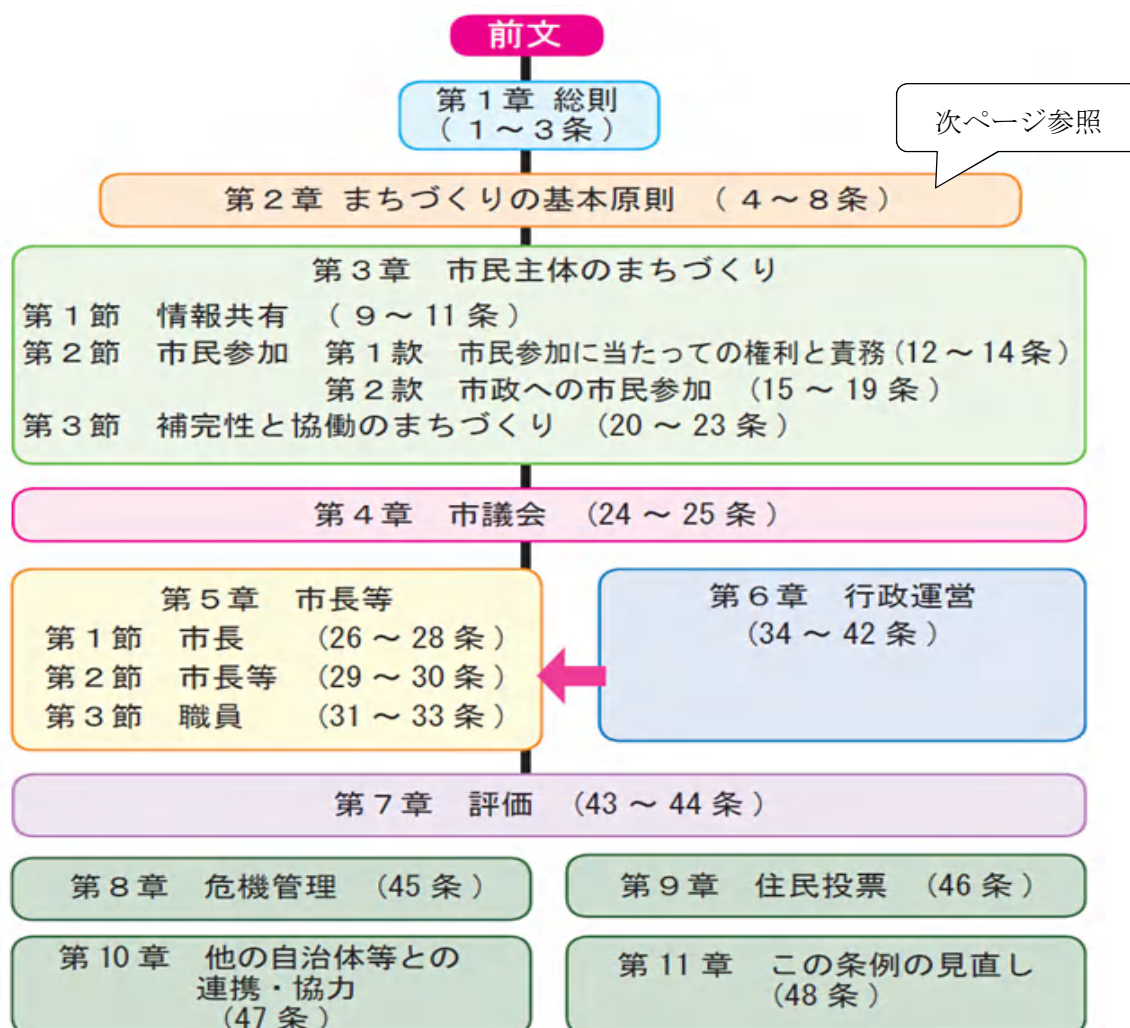 前文
第1章 総則
(1～3条)
次ページ参照
第2章 まちづくりの基本原則 (4～8条)
第3章 市民主体のまちづくり
第1節 情報共有 (9～11条)
第2節 市民参加 第1款 市民参加に当たっての権利と責務(12～14条)
第2款 市政への市民参加 (15～19条)
第3節 補完性と協働のまちづくり (20～23条)
第4章 市議会 (24～25条)
第5章 市長等
第1節 市長 (26～28条)
第2節 市長等 (29～30条)
第3節 職員 (31～33条)
第6章 行政運営
(34～42条)
第7章 評価 (43～44条)
第8章 危機管理 (45条)
第9章 住民投票 (46条)
第10章 他の自治体等との
連携・協力
(47条)
第11章 この条例の見直し
(48条)